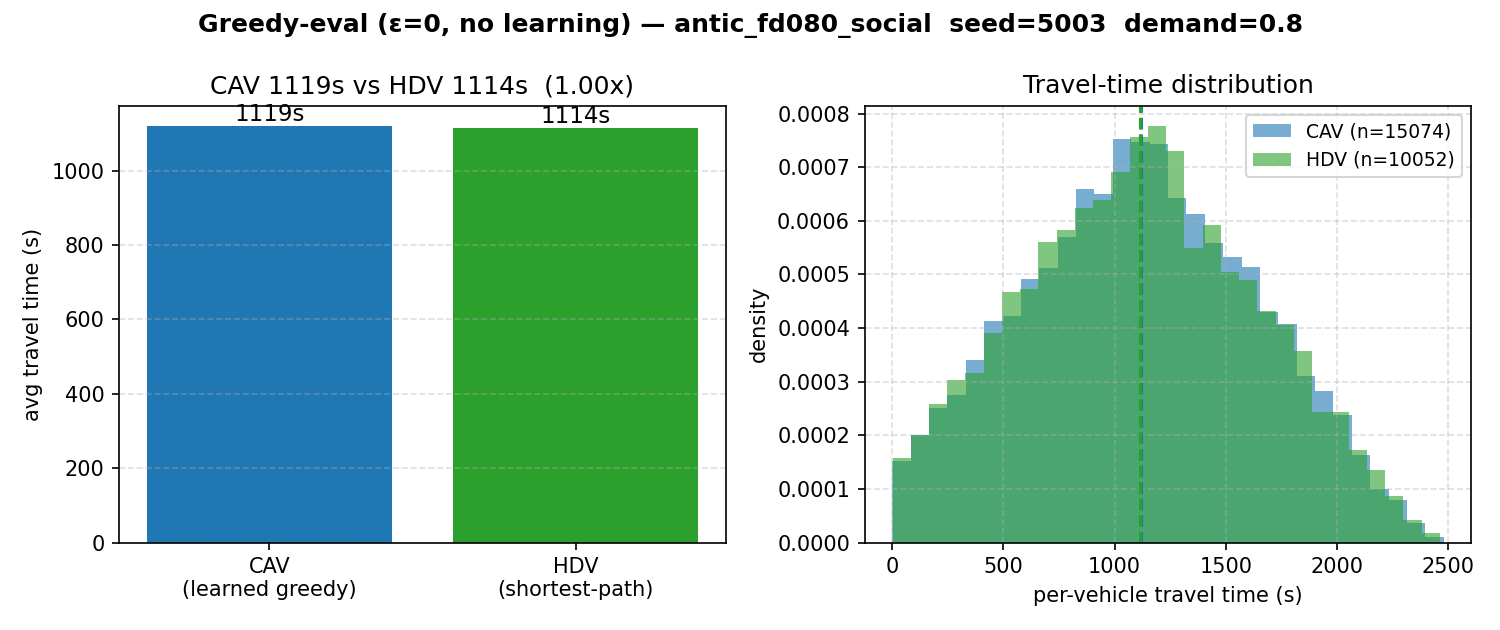 Greedy-eval (ε=0, no learning) — antic_fd080_social  seed=5003  demand=0.8
CAV 1119s vs HDV 1114s  (1.00x)
1119s
1114s
avg travel time (s)
1000
800
600
400
200
0
CAV
(learned greedy)
HDV
(shortest-path)
Travel-time distribution
CAV (n=15074)
HDV (n=10052)
density
0.0008
0.0007
0.0006
0.0005
0.0004
0.0003
0.0002
0.0001
0.0000
0
500
1000
1500
2000
2500
per-vehicle travel time (s)